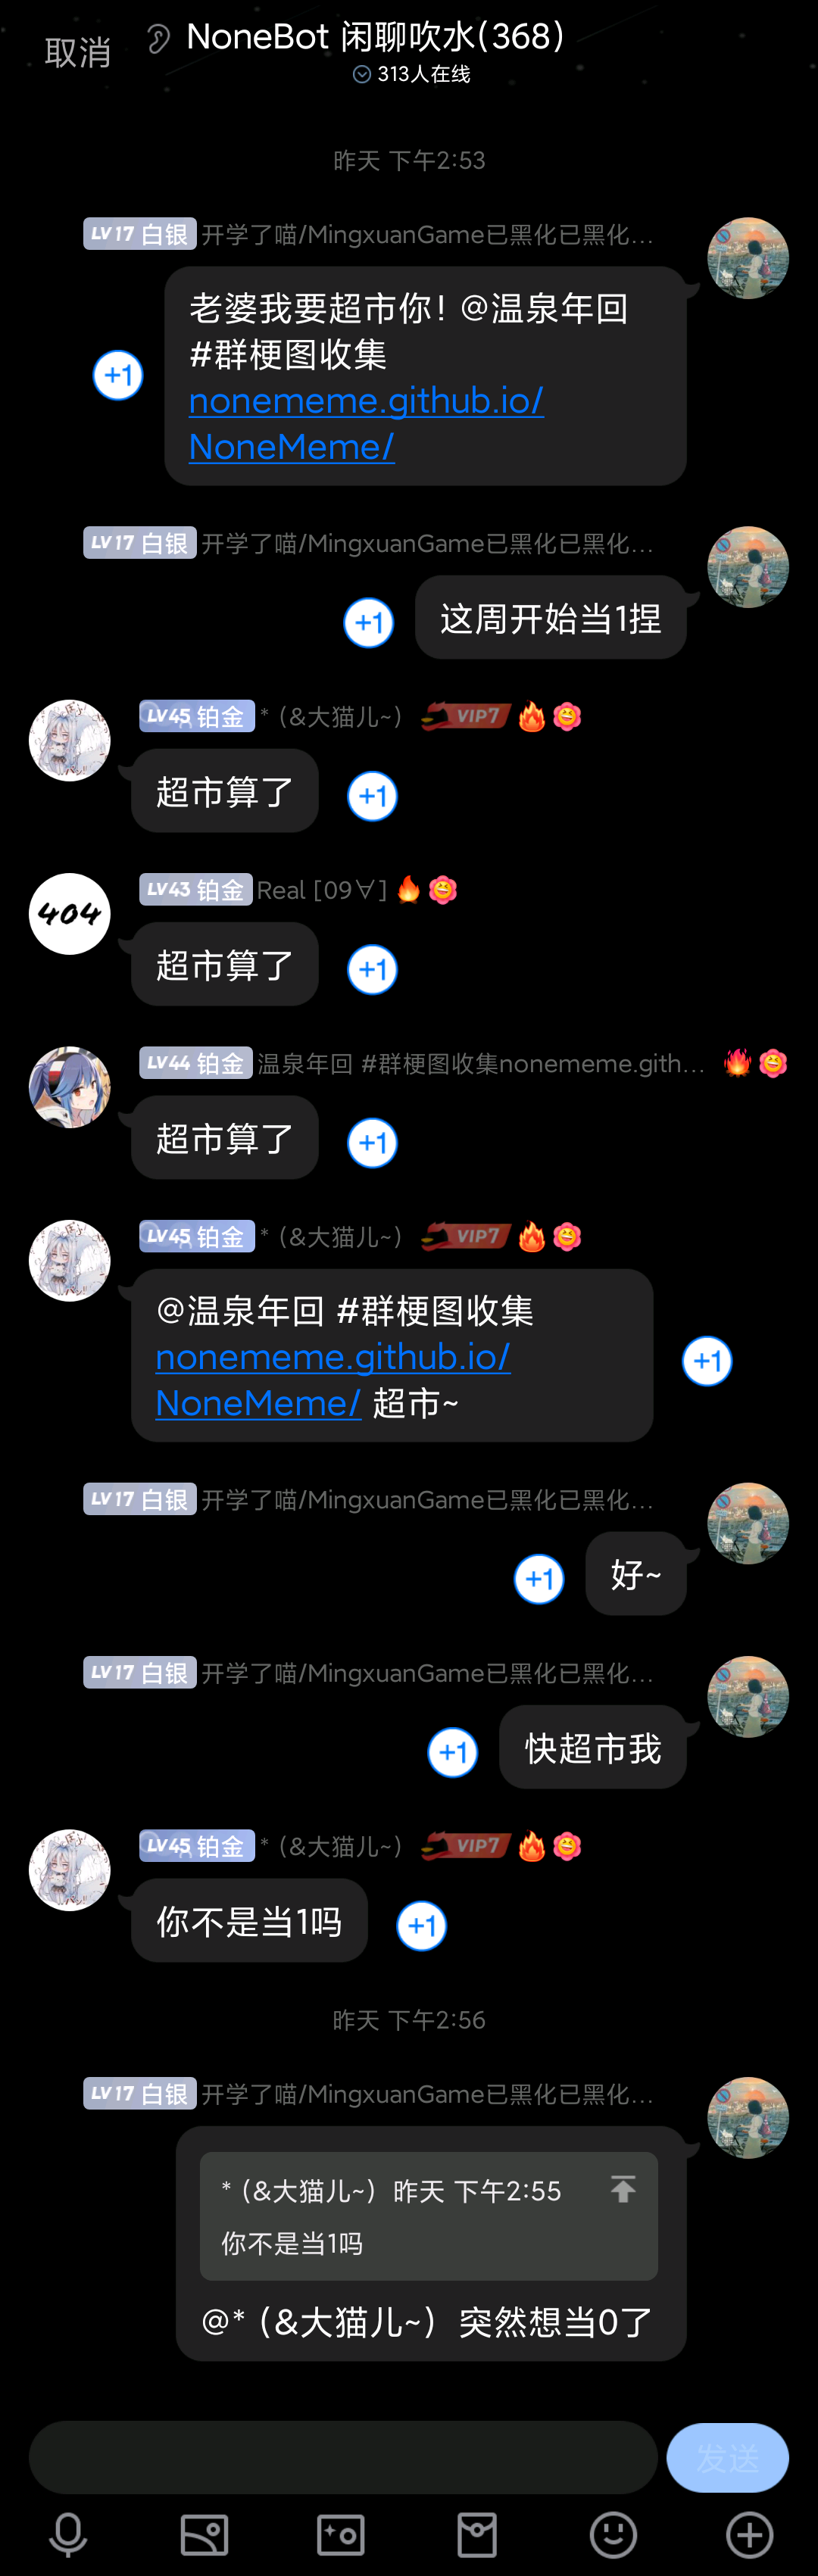 取消
NoneBot 闲聊吹水(368)
313人在线
昨天 下午2:53
LV17 白银 开学了喵/MingxuanGame已黑化已黑化...
老婆我要超市你! @温泉年回
#群梗图收集
nonememe.github.io/
NoneMeme/
+1
LV17 白银 开学了喵/MingxuanGame已黑化已黑化...
这周开始当1捏
+1
LV45 铂金 * (&大猫儿~) VIP7
超市算了
+1
404
LV43 铂金 Real [09∀]
超市算了
+1
LV44 铂金 温泉年回 #群梗图收集nonememe.gith...
超市算了
+1
LV45 铂金 * (&大猫儿~) VIP7
@温泉年回 #群梗图收集
nonememe.github.io/
NoneMeme/ 超市~
+1
LV17 白银 开学了喵/MingxuanGame已黑化已黑化...
好~
+1
LV17 白银 开学了喵/MingxuanGame已黑化已黑化...
快超市我
+1
LV45 铂金 * (&大猫儿~) VIP7
你不是当1吗
+1
昨天 下午2:56
LV17 白银 开学了喵/MingxuanGame已黑化已黑化...
* (&大猫儿~) 昨天 下午2:55
你不是当1吗
@* (&大猫儿~) 突然想当0了
发送